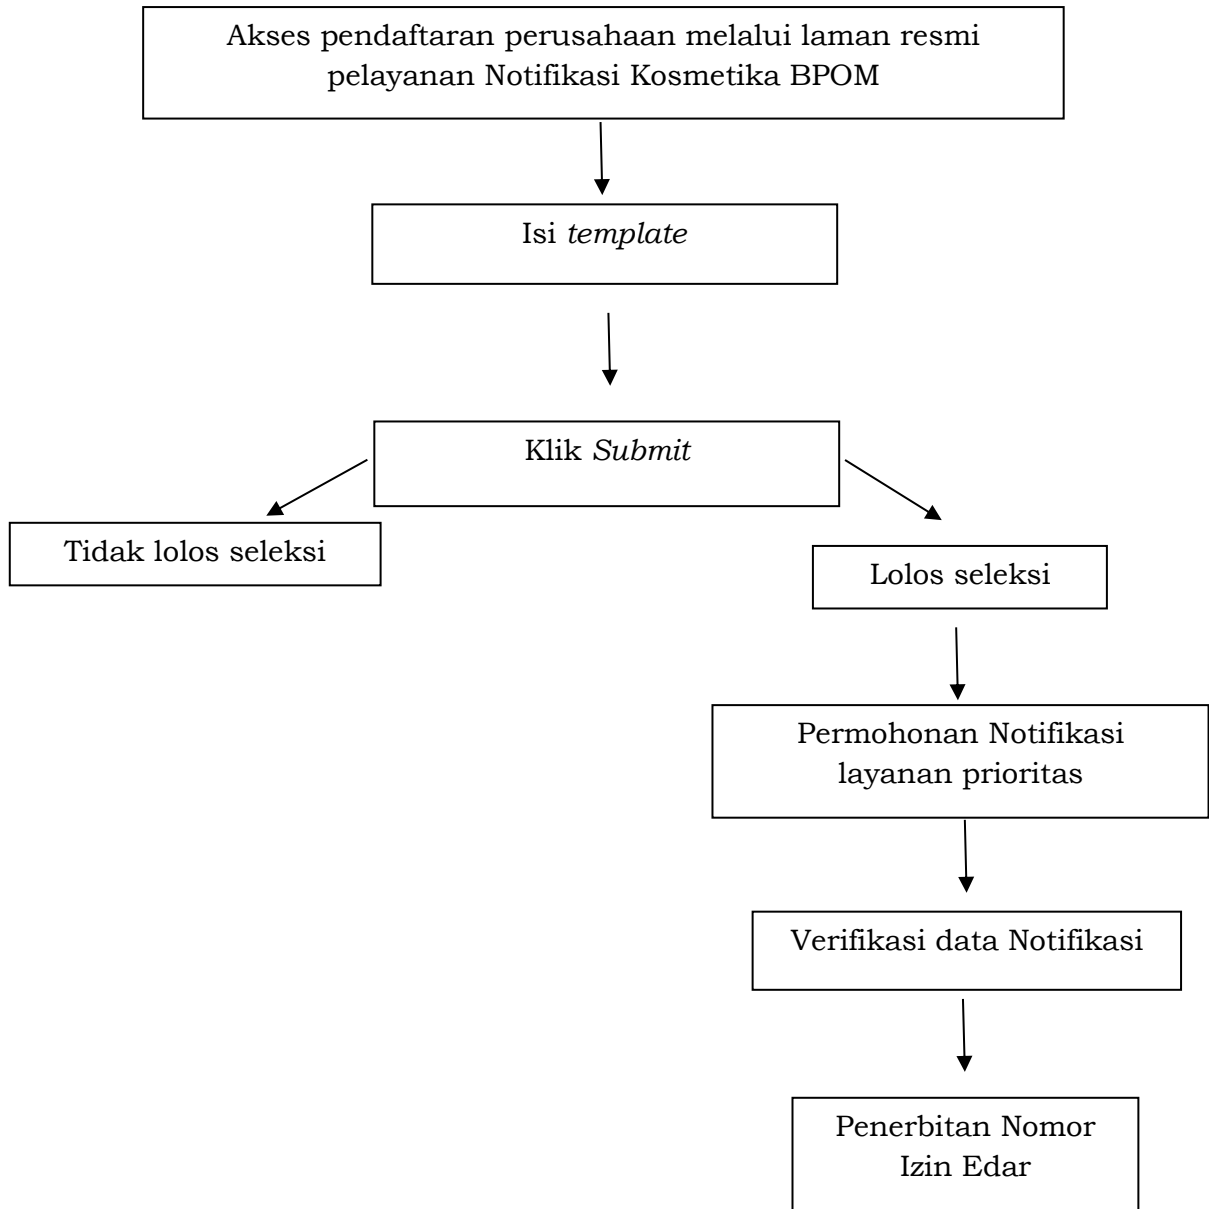 Akses pendaftaran perusahaan melalui laman resmi
pelayanan Notifikasi Kosmetika BPOM
Isi template
Klik Submit
Tidak lolos seleksi
Lolos seleksi
Permohonan Notifikasi
layanan prioritas
Verifikasi data Notifikasi
Penerbitan Nomor
Izin Edar